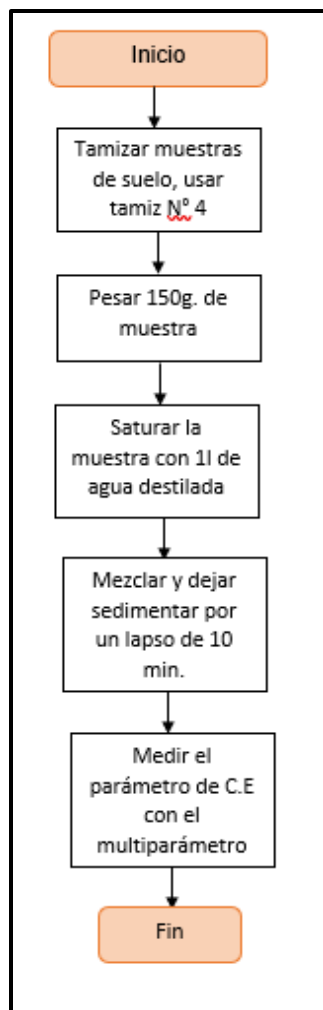 Inicio
Tamizar muestras
de suelo, usar
tamiz N° 4
Pesar 150g. de
muestra
Saturar la
muestra con 1l de
agua destilada
Mezclar y dejar
sedimentar por
un lapso de 10
min.
Medir el
parámetro de C.E
con el
multiparámetro
Fin